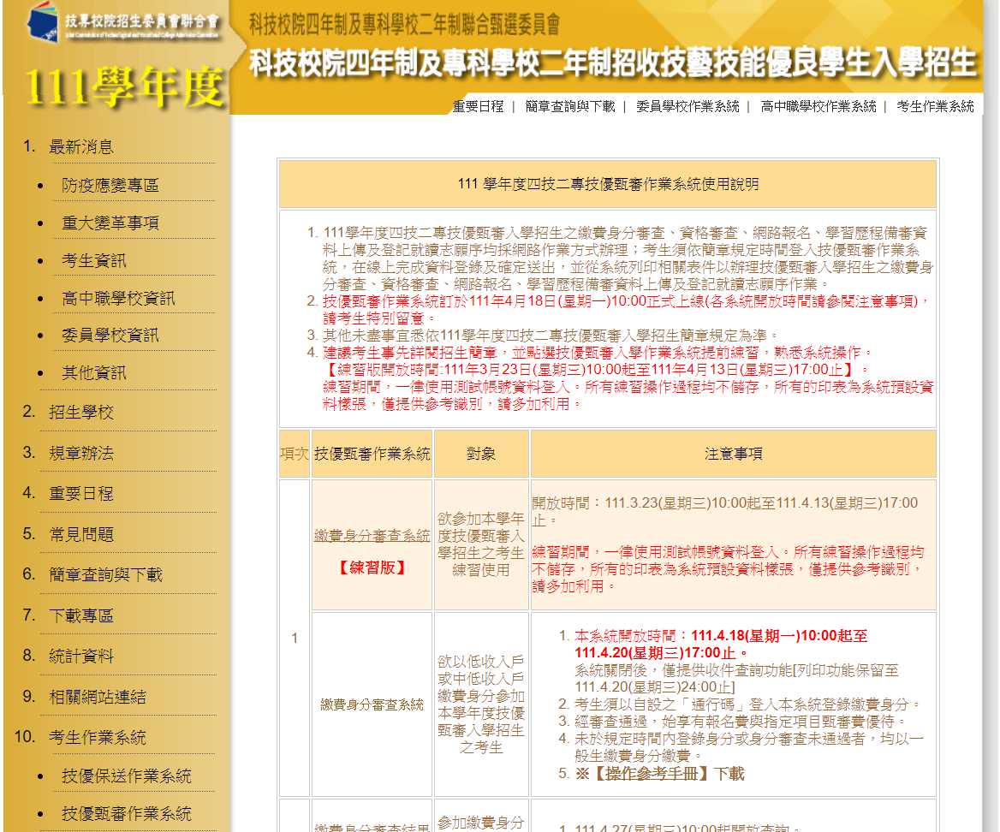 技專校院招生委員會聯合會
科技校院四年制及專科學校二年制聯合甄選委員會
科技校院四年制及專科學校二年制招收技藝技能優良學生入學招生
111學年度
重要日程 | 簡章查詢與下載 | 委員學校作業系統 | 高中職學校作業系統 | 考生作業系統
1. 最新消息
• 防疫應變專區
• 重大變革事項
• 考生資訊
• 高中職學校資訊
• 委員學校資訊
• 其他資訊
2. 招生學校
3. 規章辦法
4. 重要日程
5. 常見問題
6. 簡章查詢與下載
7. 下載專區
8. 統計資料
9. 相關網站連結
10. 考生作業系統
• 技優保送作業系統
• 技優甄審作業系統
111 學年度四技二專技優甄審作業系統使用說明
1. 111學年度四技二專技優甄審入學招生之繳費身分審查、資格審查、網路報名、學習歷程備審資
料上傳及登記就讀志願序均採網路作業方式辦理；考生須依簡章規定時間登入技優甄審作業系
統，在線上完成資料登錄及確定送出，並從系統列印相關表件以辦理技優甄審入學招生之繳費身
分審查、資格審查、網路報名、學習歷程備審資料上傳及登記就讀志願序作業。
2. 技優甄審作業系統訂於111年4月18日(星期一)10:00正式上線(各系統開放時間請參閱注意事項)，
請考生特別留意。
3. 其他未盡事宜悉依111學年度四技二專技優甄審入學招生簡章規定為準。
4. 建議考生事先詳閱招生簡章，並點選技優甄審入學作業系統提前練習，熟悉系統操作。
【練習版開放時間:111年3月23日(星期三)10:00起至111年4月13日(星期三)17:00止】。
練習期間，一律使用測試帳號資料登入。所有練習操作過程均不儲存，所有的印表為系統預設資
料樣張，僅提供參考識別，請多加利用。
項次 技優甄審作業系統 對象 注意事項
1
繳費身分審查系統
【練習版】
欲參加本學年
度技優甄審入
學招生之考生
練習使用
開放時間：111.3.23(星期三)10:00起至111.4.13(星期三)17:00
止。
練習期間，一律使用測試帳號資料登入。所有練習操作過程均
不儲存，所有的印表為系統預設資料樣張，僅提供參考識別，
請多加利用。
繳費身分審查系統
欲以低收入戶
或中低收入戶
繳費身分參加
本學年度技優
甄審入學招生
之考生
1. 本系統開放時間：111.4.18(星期一)10:00起至
111.4.20(星期三)17:00止。
系統關閉後，僅提供收件查詢功能[列印功能保留至
111.4.20(星期三)24:00止]
2. 考生須以自設之「通行碼」登入本系統登錄繳費身分。
3. 經審查通過，始享有報名費與指定項目甄審費優待。
4. 未於規定時間內登錄身分或身分審查未通過者，均以一
般生繳費身分繳費。
5. ※【操作參考手冊】下載
繳費身分審查結果
參加繳費身分
1. 111.4.27(星期三)10:00起開放查詢。